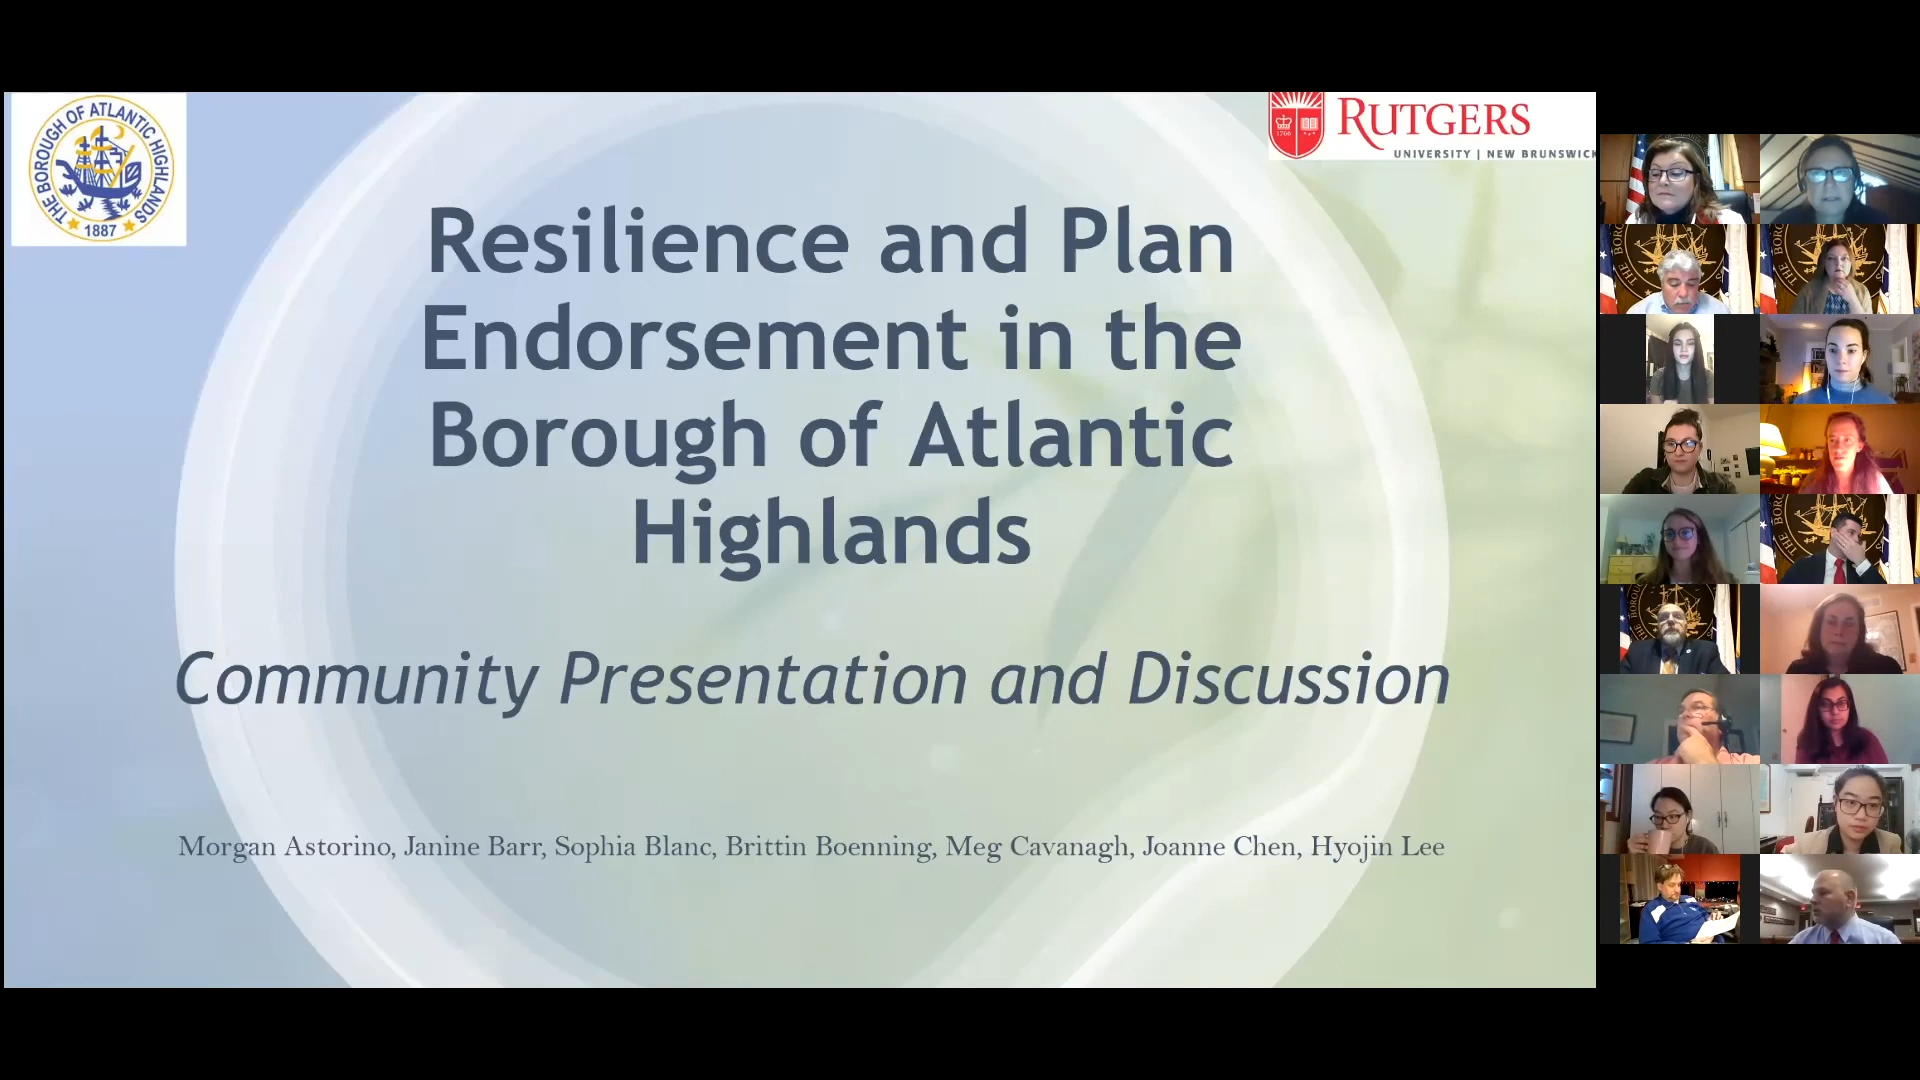 THE BOROUGH OF ATLANTIC HIGHLANDS
1887
RUTGERS
1766
UNIVERSITY | NEW BRUNSWICK
Resilience and Plan
Endorsement in the
Borough of Atlantic
Highlands
Community Presentation and Discussion
Morgan Astorino, Janine Barr, Sophia Blanc, Brittin Boenning, Meg Cavanagh, Joanne Chen, Hyojin Lee